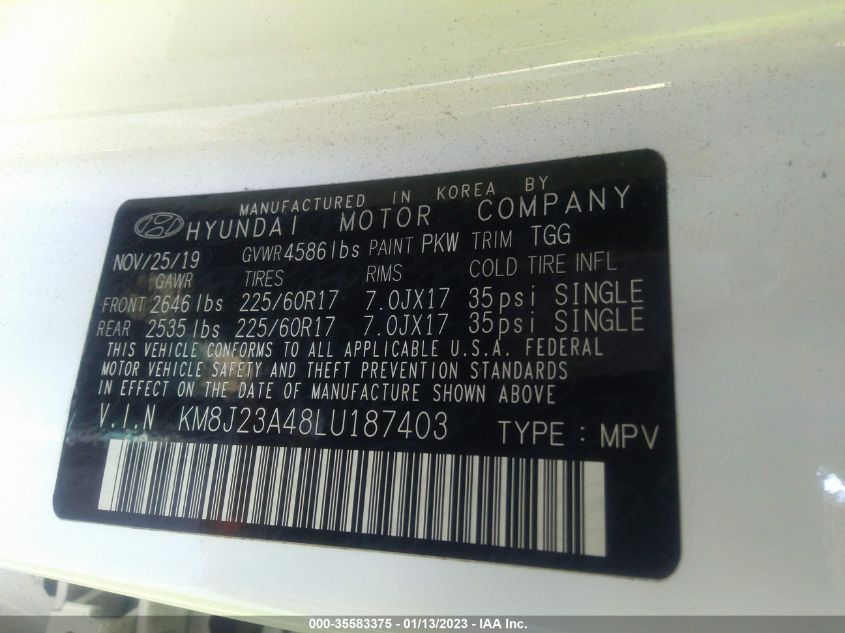 MANUFACTURED IN KOREA BY
HYUNDAI MOTOR COMPANY
NOV/25/19 GVWR 4586 lbs PAINT PKW TRIM TGG
GAWR TIRES RIMS COLD TIRE INFL
FRONT 2646 lbs 225/60R17 7.0JX17 35psi SINGLE
REAR 2535 lbs 225/60R17 7.0JX17 35psi SINGLE
THIS VEHICLE CONFORMS TO ALL APPLICABLE U.S.A. FEDERAL
MOTOR VEHICLE SAFETY AND THEFT PREVENTION STANDARDS
IN EFFECT ON THE DATE OF MANUFACTURE SHOWN ABOVE
V.I.N KM8J23A48LU187403 TYPE : MPV
000-35583375 - 01/13/2023 - IAA Inc.